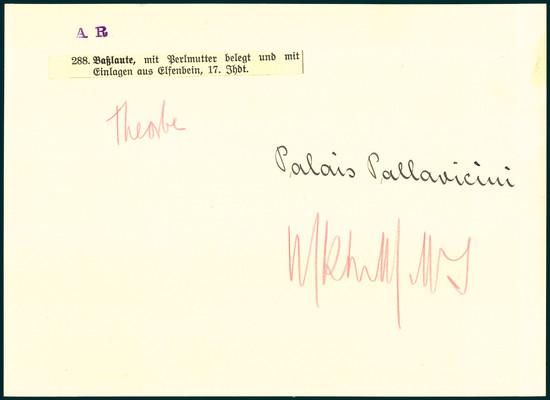 A R
288. Baßlaute, mit Perlmutter belegt und mit
Einlagen aus Elfenbein, 17. Jhdt.
Theorbe
Palais Pallavicini